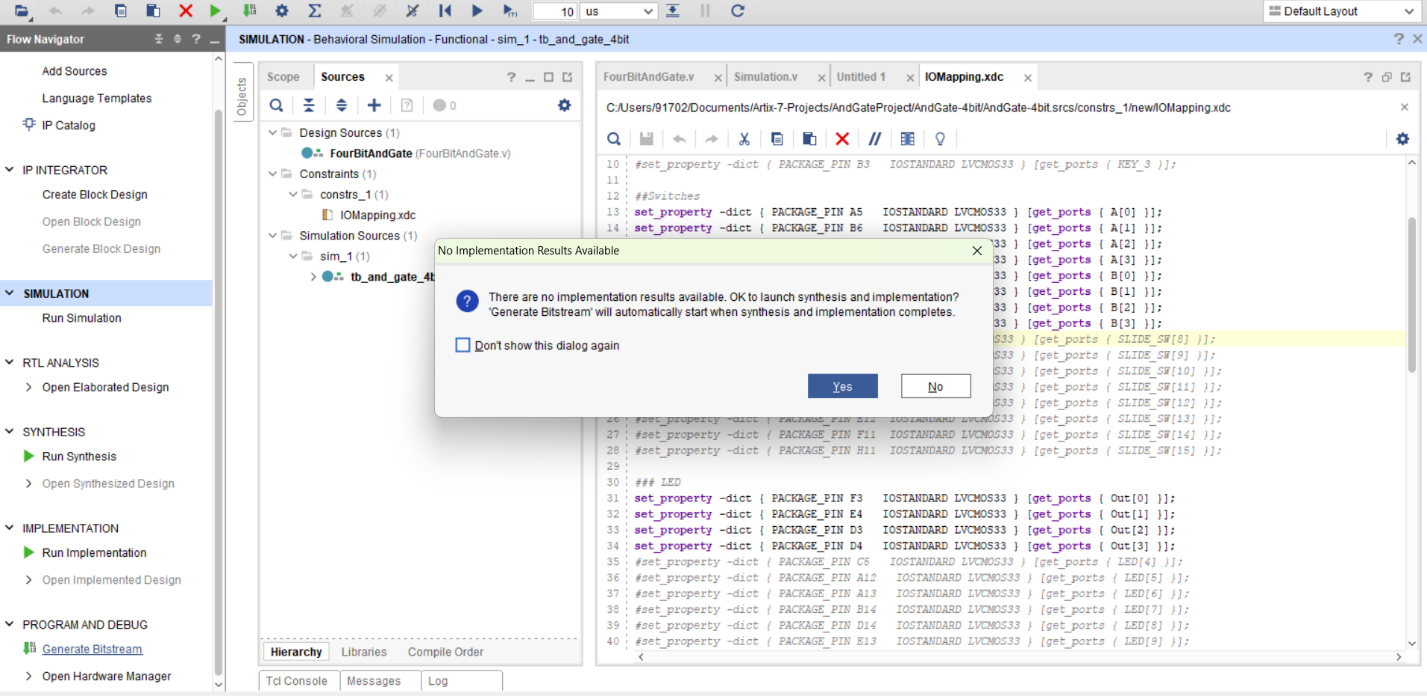 10 us
Default Layout
Flow Navigator
?
SIMULATION - Behavioral Simulation - Functional - sim_1 - tb_and_gate_4bit
?
Add Sources
Language Templates
IP Catalog
IP INTEGRATOR
Create Block Design
Open Block Design
Generate Block Design
SIMULATION
Run Simulation
RTL ANALYSIS
Open Elaborated Design
SYNTHESIS
Run Synthesis
Open Synthesized Design
IMPLEMENTATION
Run Implementation
Open Implemented Design
PROGRAM AND DEBUG
Generate Bitstream
Open Hardware Manager
Objects
Scope Sources
?
? 0
Design Sources (1)
FourBitAndGate (FourBitAndGate.v)
Constraints (1)
constrs_1 (1)
IOMapping.xdc
Simulation Sources (1)
sim_1 (1)
tb_and_gate_4b
Hierarchy Libraries Compile Order
Tcl Console Messages Log
FourBitAndGate.v Simulation.v Untitled 1 IOMapping.xdc
?
C:/Users/91702/Documents/Artix-7-Projects/AndGateProject/AndGate-4bit/AndGate-4bit.srcs/constrs_1/new/IOMapping.xdc
//
10 #set_property -dict { PACKAGE_PIN B3 IOSTANDARD LVCMOS33 } [get_ports { KEY_3 }];
11
12 ##Switches
13 set_property -dict { PACKAGE_PIN A5 IOSTANDARD LVCMOS33 } [get_ports { A[0] }];
14 set_property -dict { PACKAGE_PIN B6 IOSTANDARD LVCMOS33 } [get_ports { A[1] }];
33 } [get_ports { A[2] }];
33 } [get_ports { A[3] }];
33 } [get_ports { B[0] }];
33 } [get_ports { B[1] }];
33 } [get_ports { B[2] }];
33 } [get_ports { B[3] }];
S33 } [get_ports { SLIDE_SW[8] }];
S33 } [get_ports { SLIDE_SW[9] }];
S33 } [get_ports { SLIDE_SW[10] }];
S33 } [get_ports { SLIDE_SW[11] }];
S33 } [get_ports { SLIDE_SW[12] }];
26 #set_property -dict { PACKAGE_PIN E12 IOSTANDARD LVCMOS33 } [get_ports { SLIDE_SW[13] }];
27 #set_property -dict { PACKAGE_PIN F11 IOSTANDARD LVCMOS33 } [get_ports { SLIDE_SW[14] }];
28 #set_property -dict { PACKAGE_PIN H11 IOSTANDARD LVCMOS33 } [get_ports { SLIDE_SW[15] }];
29
30 ### LED
31 set_property -dict { PACKAGE_PIN F3 IOSTANDARD LVCMOS33 } [get_ports { Out[0] }];
32 set_property -dict { PACKAGE_PIN E4 IOSTANDARD LVCMOS33 } [get_ports { Out[1] }];
33 set_property -dict { PACKAGE_PIN D3 IOSTANDARD LVCMOS33 } [get_ports { Out[2] }];
34 set_property -dict { PACKAGE_PIN D4 IOSTANDARD LVCMOS33 } [get_ports { Out[3] }];
35 #set_property -dict { PACKAGE_PIN C5 IOSTANDARD LVCMOS33 } [get_ports { LED[4] }];
36 #set_property -dict { PACKAGE_PIN A12 IOSTANDARD LVCMOS33 } [get_ports { LED[5] }];
37 #set_property -dict { PACKAGE_PIN A13 IOSTANDARD LVCMOS33 } [get_ports { LED[6] }];
38 #set_property -dict { PACKAGE_PIN B14 IOSTANDARD LVCMOS33 } [get_ports { LED[7] }];
39 #set_property -dict { PACKAGE_PIN D14 IOSTANDARD LVCMOS33 } [get_ports { LED[8] }];
40 #set_property -dict { PACKAGE_PIN E13 IOSTANDARD LVCMOS33 } [get_ports { LED[9] }];
No Implementation Results Available
There are no implementation results available. OK to launch synthesis and implementation?
'Generate Bitstream' will automatically start when synthesis and implementation completes.
Don't show this dialog again
Yes No